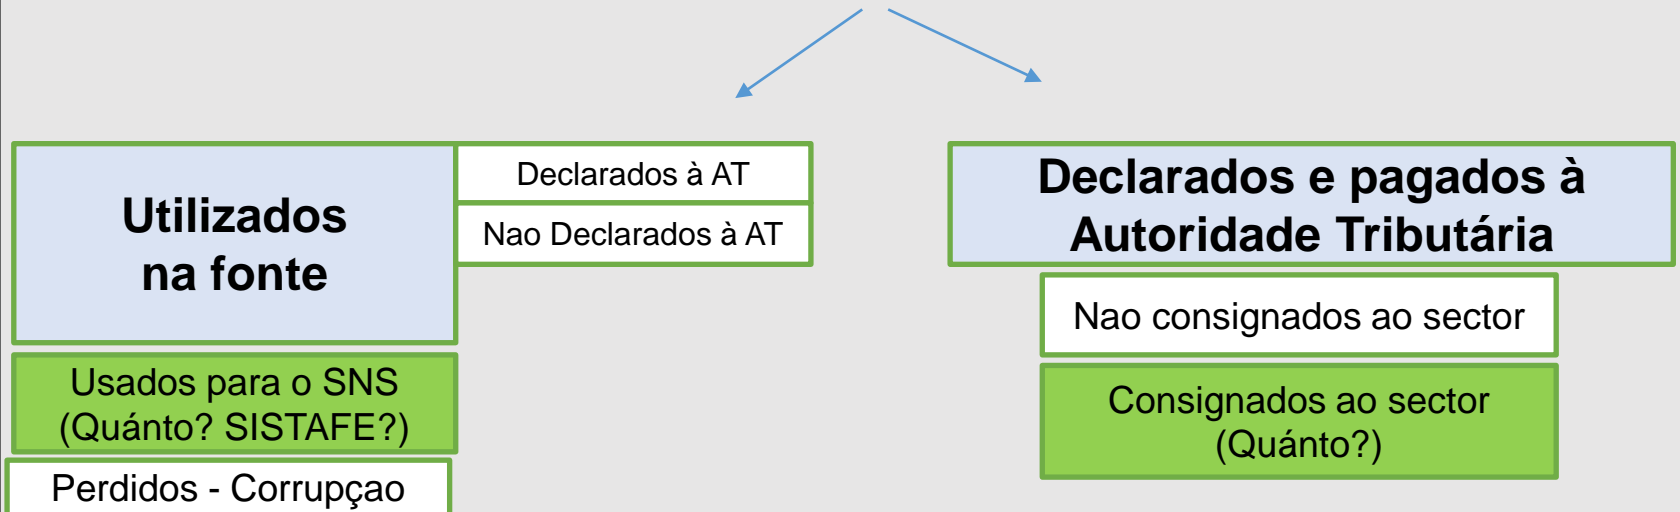 Utilizados
na fonte
Declarados à AT
Nao Declarados à AT
Usados para o SNS
(Quánto? SISTAFE?)
Perdidos - Corrupçao
Declarados e pagados à
Autoridade Tributária
Nao consignados ao sector
Consignados ao sector
(Quánto?)